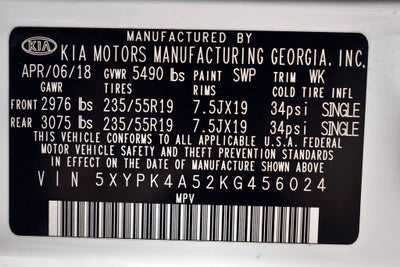 MANUFACTURED BY
KIA KIA MOTORS MANUFACTURING GEORGIA, INC.
APR/06/18 GVWR 5490 lbs PAINT SWP TRIM WK
GAWR TIRES RIMS COLD TIRE INFL
FRONT 2976 lbs 235/55R19 7.5JX19 34psi SINGLE
REAR 3075 lbs 235/55R19 7.5JX19 34psi SINGLE
THIS VEHICLE CONFORMS TO ALL APPLICABLE U.S.A. FEDERAL
MOTOR VEHICLE SAFETY BUMPER, AND THEFT PREVENTION STANDARDS
IN EFFECT ON THE DATE OF MANUFACTURE SHOWN ABOVE
VIN 5XYPK4A52KG456024
MPV